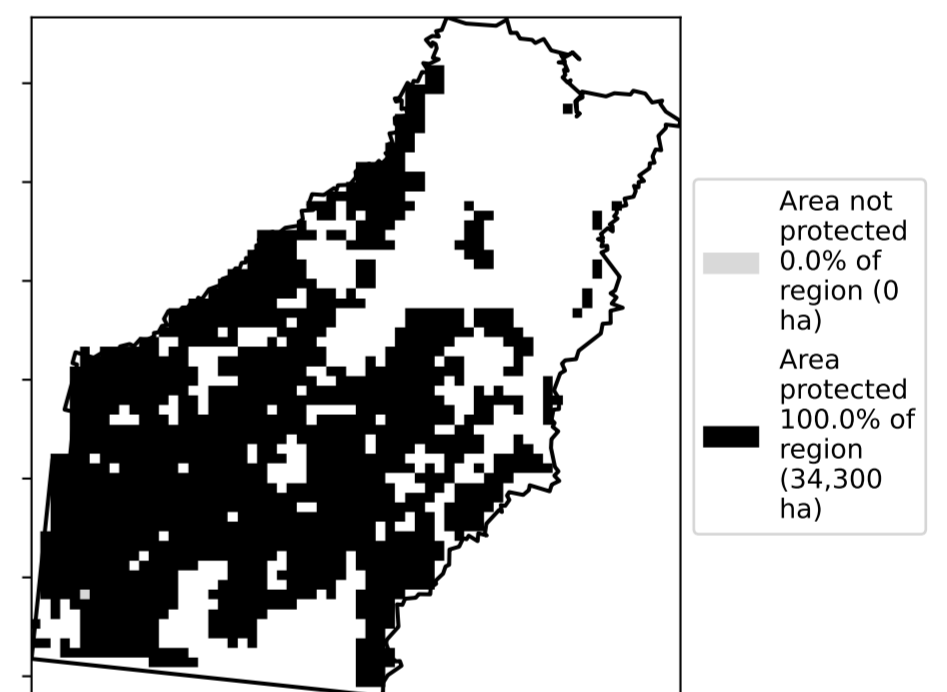 Area not
protected
0.0% of
region (0
ha)
Area
protected
100.0% of
region
(34,300
ha)